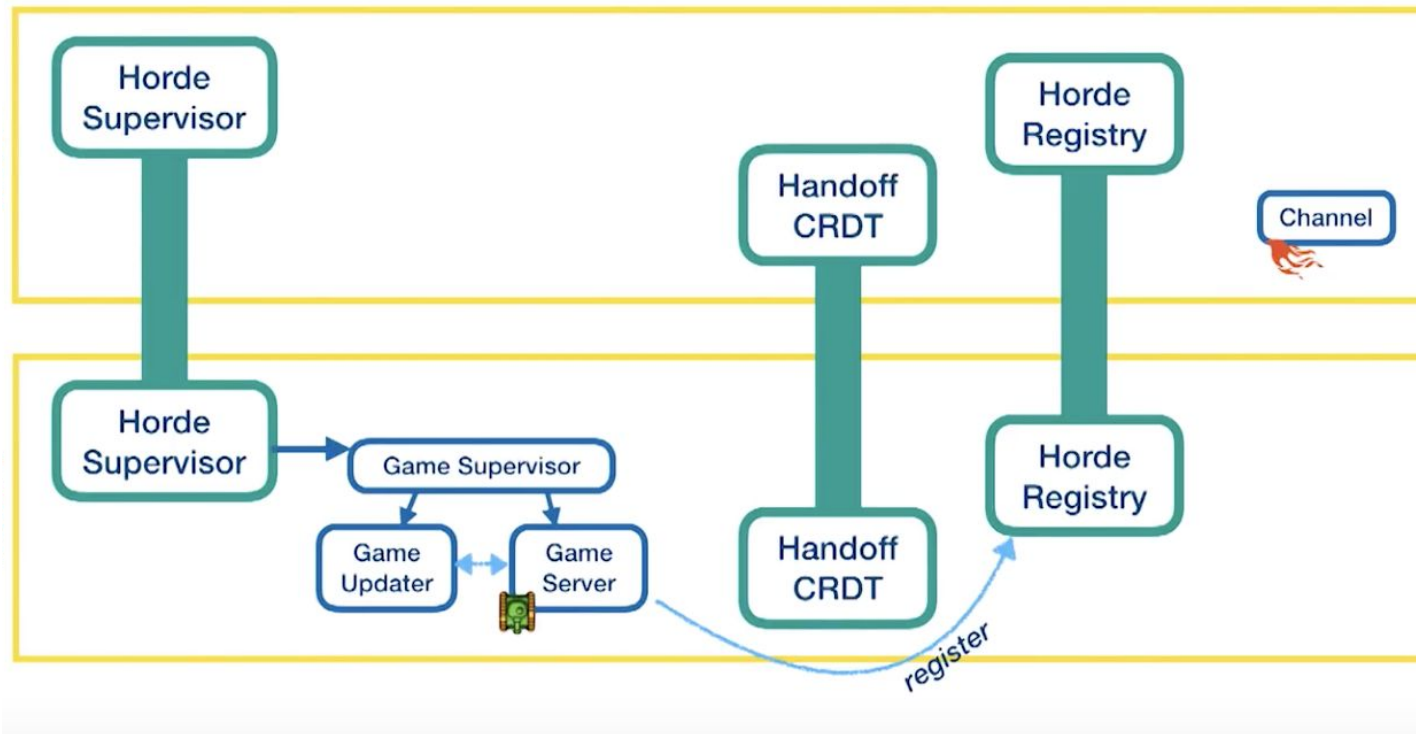 Horde
Supervisor
Horde
Registry
Handoff
CRDT
Channel
Horde
Supervisor
Game Supervisor
Game
Updater
Game
Server
Handoff
CRDT
Horde
Registry
register